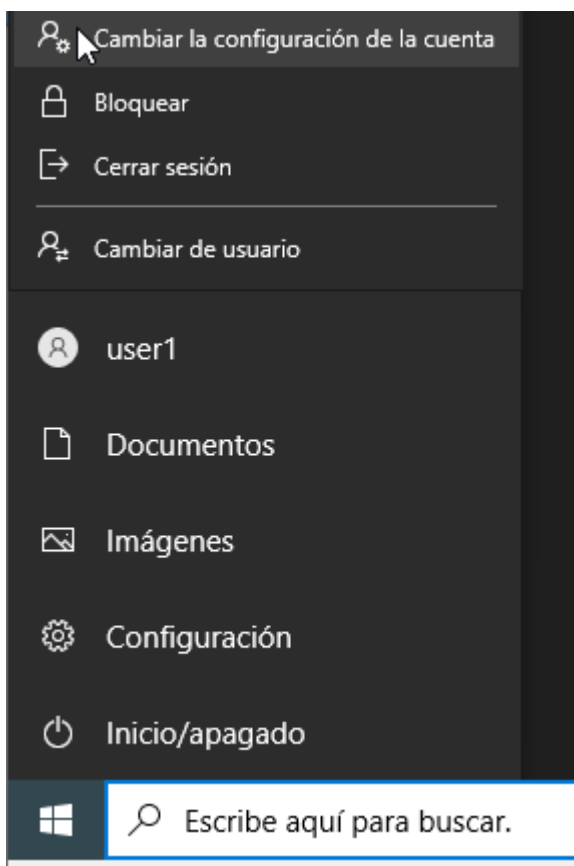 Cambiar la configuración de la cuenta
Bloquear
Cerrar sesión
Cambiar de usuario
user1
Documentos
Imágenes
Configuración
Inicio/apagado
Escribe aquí para buscar.